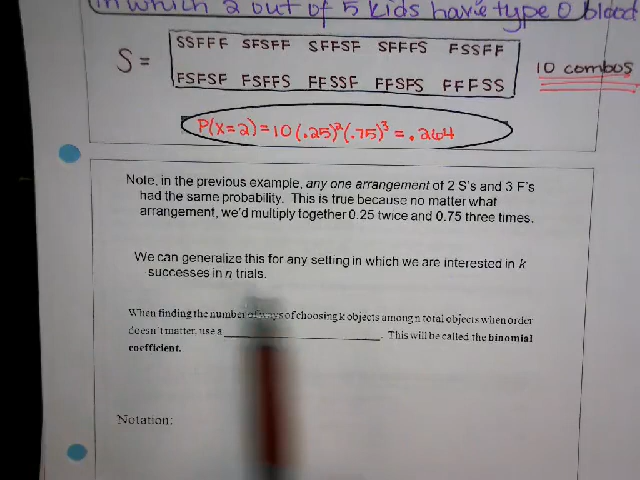 in which 2 out of 5 kids have type O blood
S =
SSFFF SFSFF SFFSF SFFFS FSSFF
FSFSF FSFFS FFSSF FFSFS FFFSS
10 combos
P(X=2) = 10(.25)²(.75)³ = .264
Note, in the previous example, any one arrangement of 2 S's and 3 F's
had the same probability. This is true because no matter what
arrangement, we'd multiply together 0.25 twice and 0.75 three times.
We can generalize this for any setting in which we are interested in k
successes in n trials.
When finding the number of ways of choosing k objects among n total objects when order
doesn't matter, use a ____________________. This will be called the binomial
coefficient.
Notation: